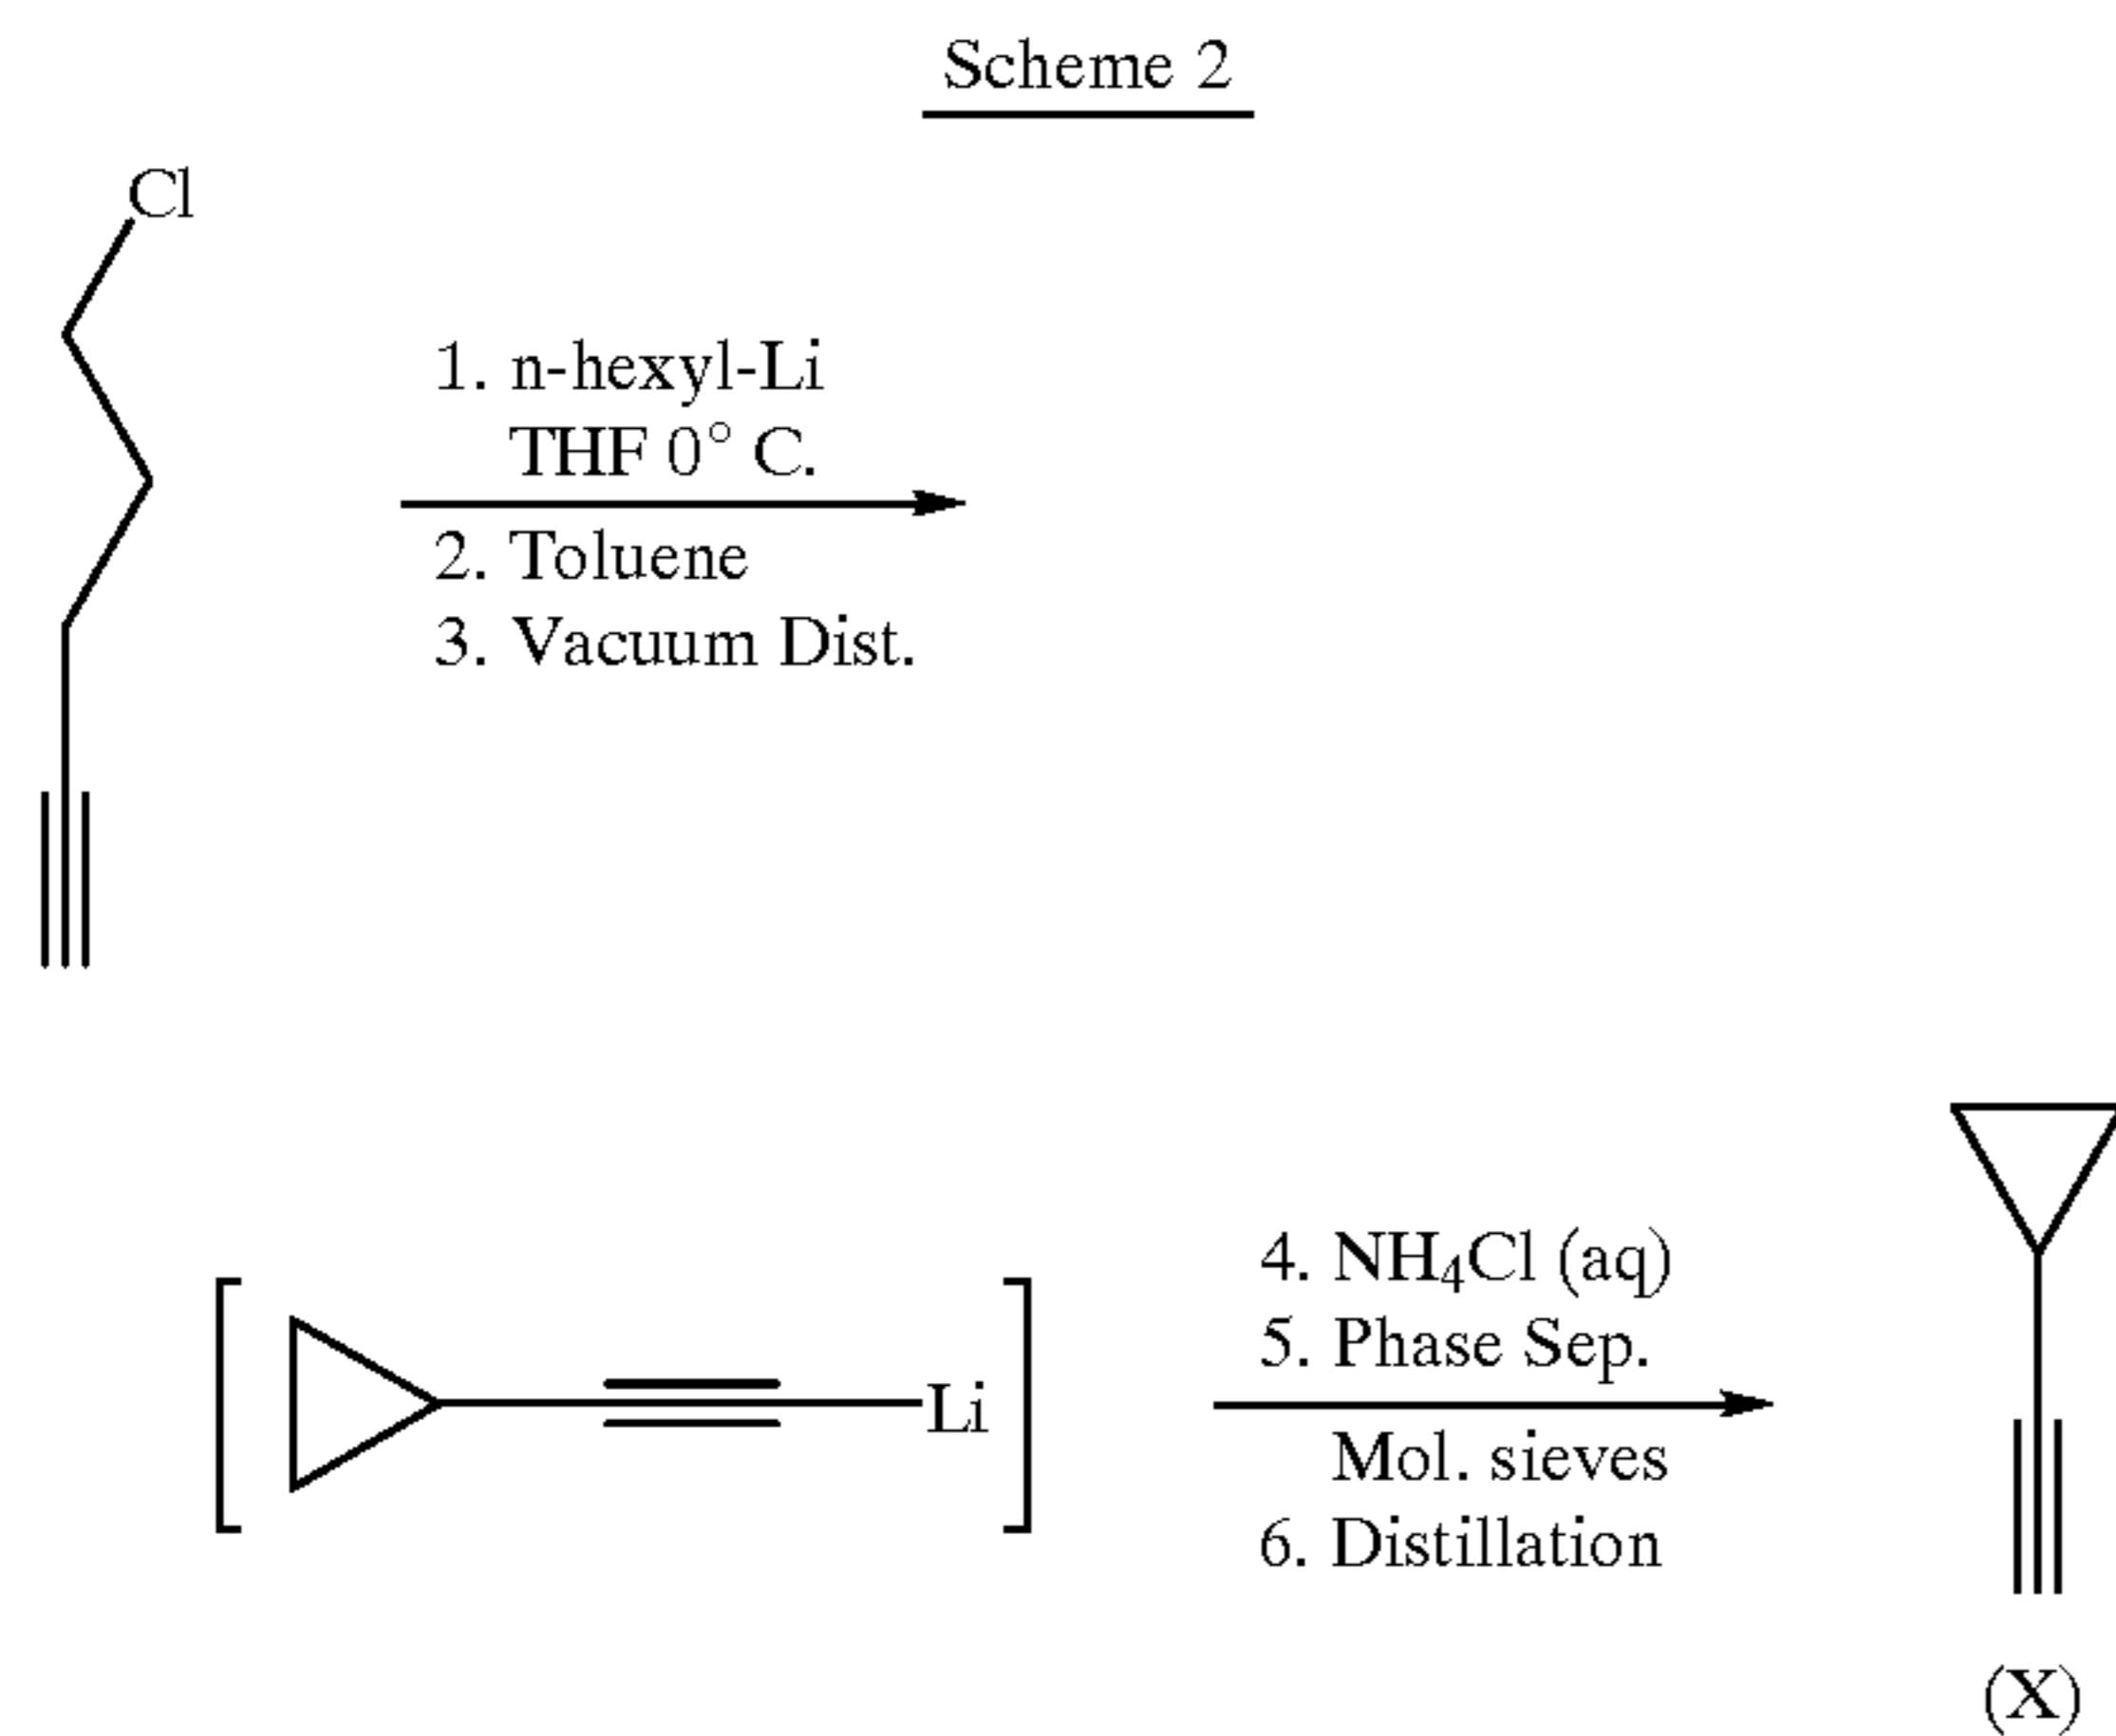 Scheme 2
Cl
1. n-hexyl-Li
THF 0° C.
2. Toluene
3. Vacuum Dist.
Li
4. NH₄Cl (aq)
5. Phase Sep.
Mol. sieves
6. Distillation
(X)